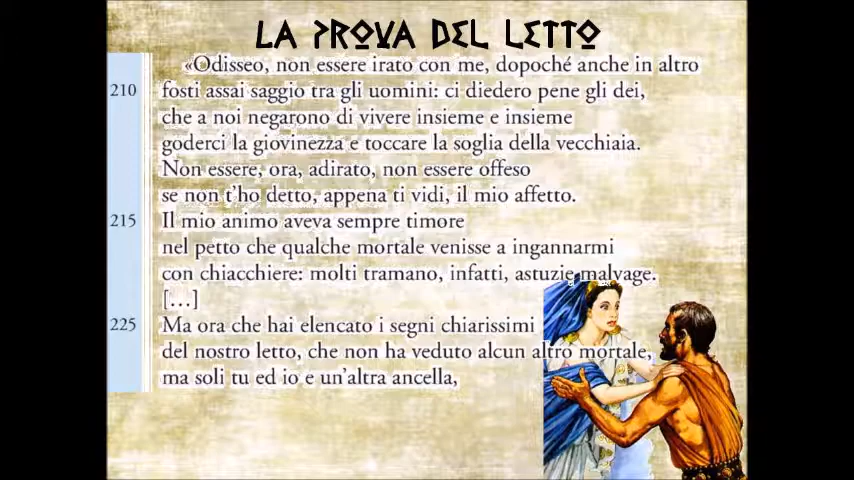 LA PROVA DEL LETTO
«Odisseo, non essere irato con me, dopoché anche in altro
210 fosti assai saggio tra gli uomini: ci diedero pene gli dei,
che a noi negarono di vivere insieme e insieme
goderci la giovinezza e toccare la soglia della vecchiaia.
Non essere, ora, adirato, non essere offeso
se non t'ho detto, appena ti vidi, il mio affetto.
215 Il mio animo aveva sempre timore
nel petto che qualche mortale venisse a ingannarmi
con chiacchiere: molti tramano, infatti, astuzie malvage.
[…]
225 Ma ora che hai elencato i segni chiarissimi
del nostro letto, che non ha veduto alcun altro mortale,
ma soli tu ed io e un'altra ancella,